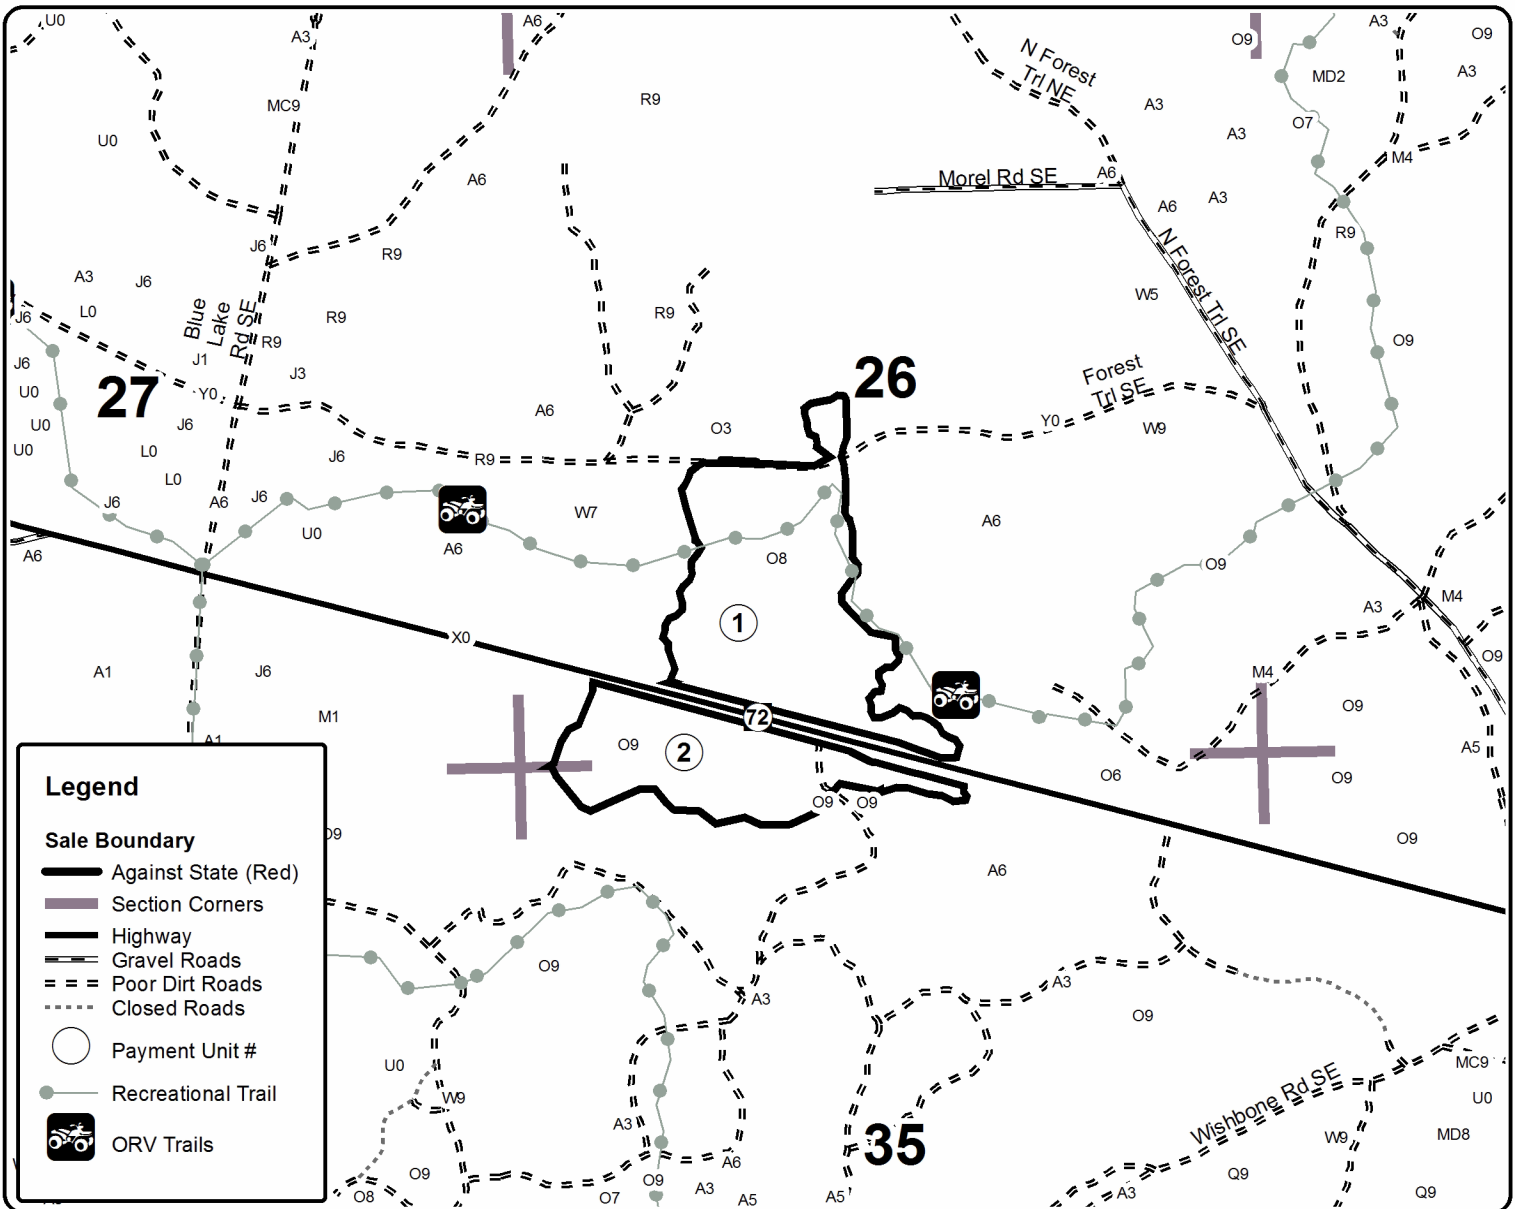 U0
A3
A6
O9
A3
O9
N Forest
Trl NE
MC9
R9
A3
MD2
A3
U0
A3
O7
M4
A6
Morel Rd SE
A6
A6
A3
J6
R9
R9
N Forest Trl SE
A3
J6
L0
Blue
Lake
Rd SE
R9
R9
W5
J6
R9
J1
J3
O9
J6
27
Y0
26
Forest
Trl SE
U0
A6
U0
J6
O3
Y0
W9
U0
L0
J6
R9
L0
J6
A6
J6
W7
A6
U0
A6
O8
A6
O9
M4
A3
1
X0
O9
A1
J6
M4
M1
72
O9
O9
2
A1
A5
O6
O9
O9
O9
O9
O9
A6
Legend
Sale Boundary
Against State (Red)
Section Corners
Highway
Gravel Roads
Poor Dirt Roads
Closed Roads
Payment Unit #
Recreational Trail
ORV Trails
O9
A3
A3
O9
U0
W9
MC9
U0
Wishbone Rd SE
A3
35
W9
MD8
O9
A6
O9
Q9
O8
O7
A3
A5
A5
A3
Q9